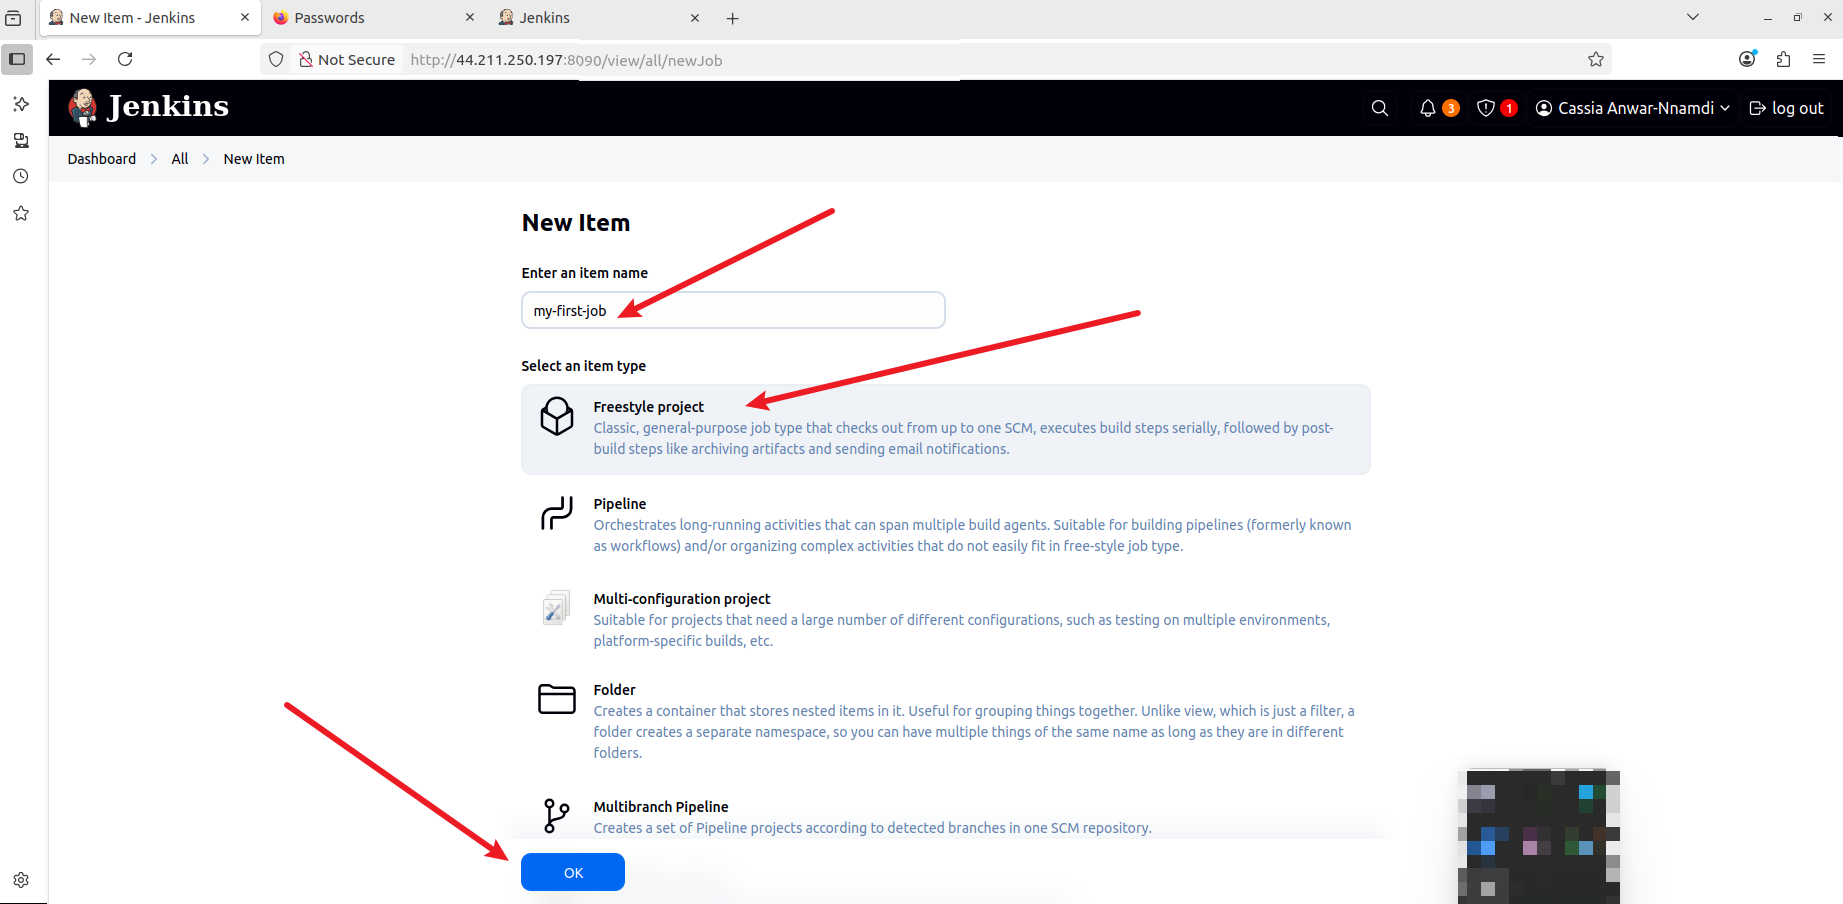 New Item - Jenkins
Passwords
Jenkins
Not Secure
http://44.211.250.197:8090/view/all/newJob
Jenkins
3
1
Cassia Anwar-Nnamdi
log out
Dashboard
All
New Item
New Item
Enter an item name
my-first-job
Select an item type
Freestyle project
Classic, general-purpose job type that checks out from up to one SCM, executes build steps serially, followed by post-
build steps like archiving artifacts and sending email notifications.
Pipeline
Orchestrates long-running activities that can span multiple build agents. Suitable for building pipelines (formerly known
as workflows) and/or organizing complex activities that do not easily fit in free-style job type.
Multi-configuration project
Suitable for projects that need a large number of different configurations, such as testing on multiple environments,
platform-specific builds, etc.
Folder
Creates a container that stores nested items in it. Useful for grouping things together. Unlike view, which is just a filter, a
folder creates a separate namespace, so you can have multiple things of the same name as long as they are in different
folders.
Multibranch Pipeline
Creates a set of Pipeline projects according to detected branches in one SCM repository.
OK